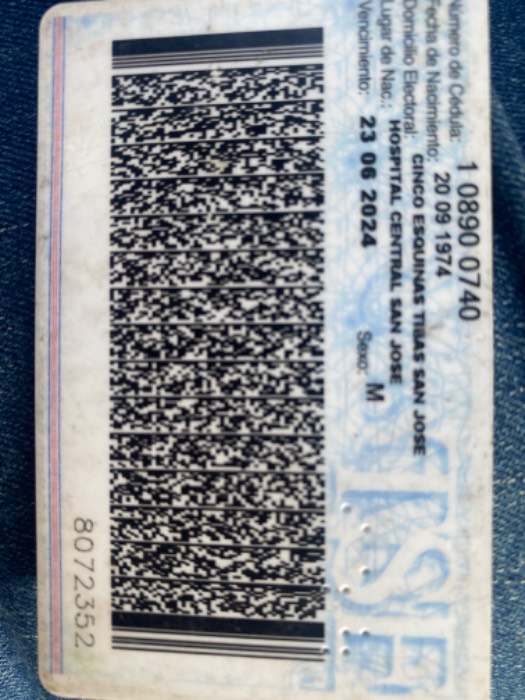 Número de Cédula: 1 0890 0740
Fecha de Nacimiento: 20 09 1974
Domicilio Electoral: CINCO ESQUINAS TIBAS SAN JOSE
Lugar de Nac.: HOSPITAL CENTRAL SAN JOSE
Vencimiento: 23 06 2024 Sexo: M
TSE
8072352